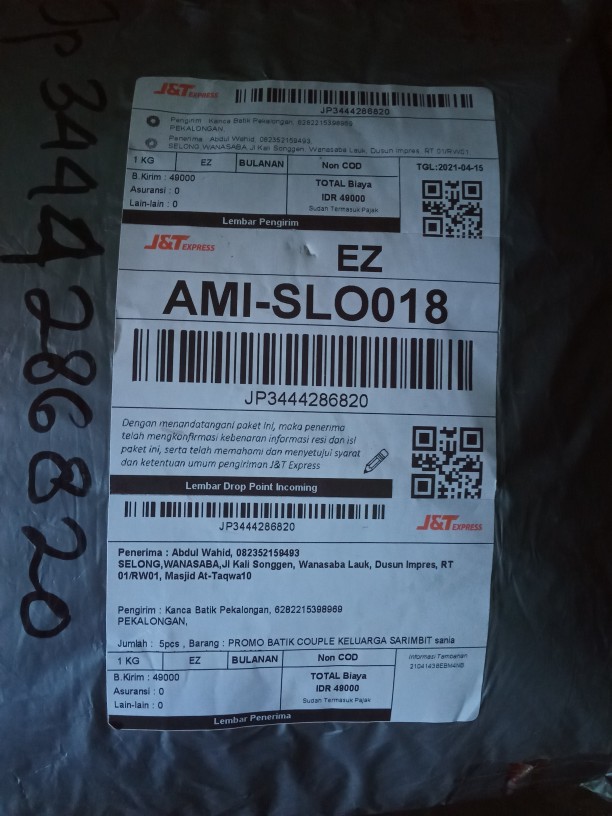 Jp3444286820
J&T EXPRESS
JP3444286820
Pengirim : Kanca Batik Pekalongan, 6282215398969
PEKALONGAN
Penerima : Abdul Wahid, 082352159493
SELONG,WANASABA,Jl Kali Songgen, Wanasaba Lauk, Dusun Impres, RT 01/RW01
1 KG EZ BULANAN Non COD TGL:2021-04-15
B.Kirim : 49000
Asuransi : 0
Lain-lain : 0
TOTAL Biaya
IDR 49000
Sudan Termasuk Pajak
Lembar Pengirim
J&T EXPRESS
EZ
AMI-SLO018
JP3444286820
Dengan menandatangani paket ini, maka penerima
telah mengkonfirmasi kebenaran informasi resi dan isi
paket ini, serta telah memahami dan menyetujui syarat
dan ketentuan umum pengiriman J&T Express
Lembar Drop Point Incoming
JP3444286820
J&T EXPRESS
Penerima : Abdul Wahid, 082352159493
SELONG,WANASABA,Jl Kali Songgen, Wanasaba Lauk, Dusun Impres, RT
01/RW01, Masjid At-Taqwa10
Pengirim : Kanca Batik Pekalongan, 6282215398969
PEKALONGAN,
Jumlah : 5pcs , Barang : PROMO BATIK COUPLE KELUARGA SARIMBIT sania
1 KG EZ BULANAN Non COD
Informasi Tambahan
B.Kirim : 49000
Asuransi : 0
Lain-lain : 0
TOTAL Biaya
IDR 49000
Sudan Termasuk Pajak
Lembar Penerima